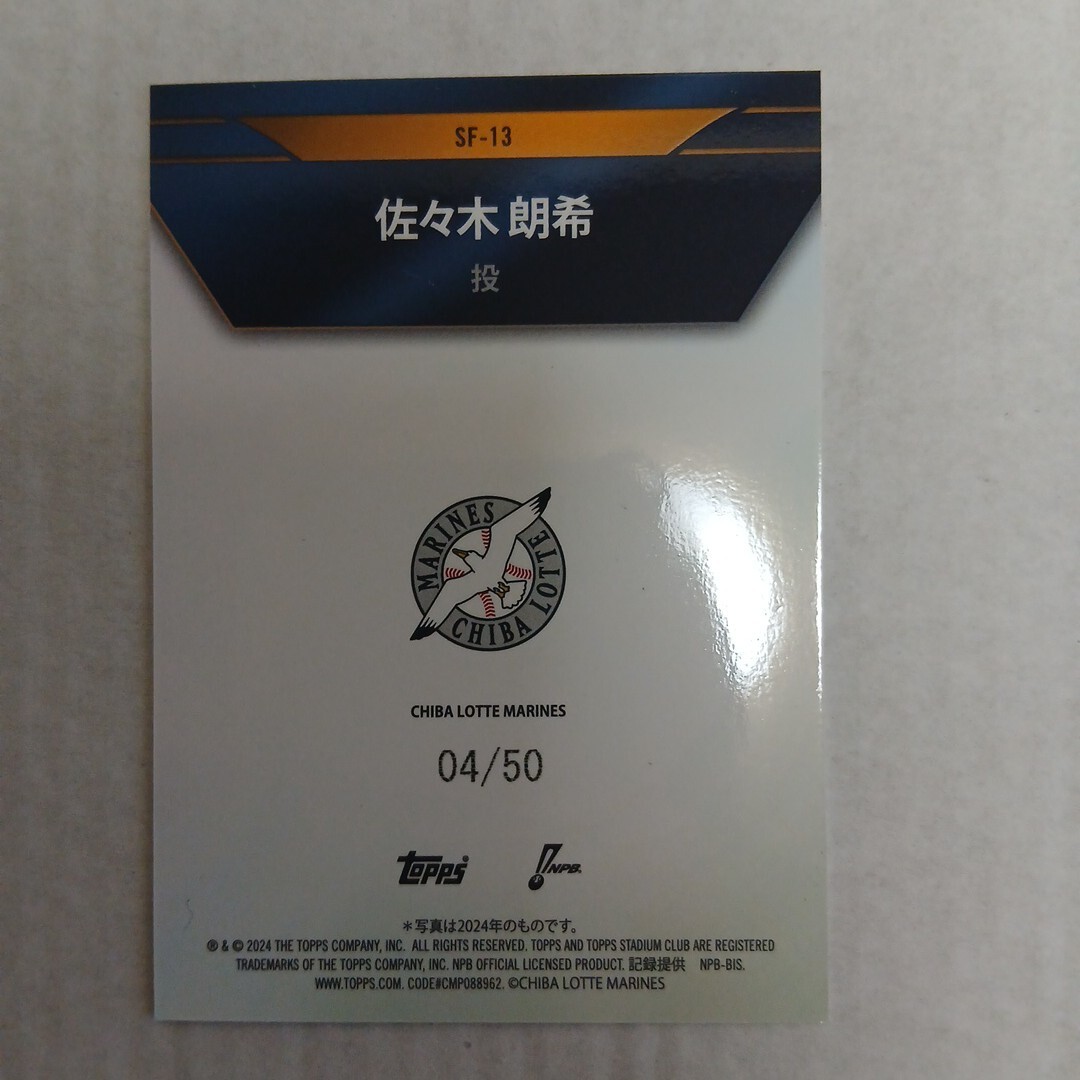 SF-13
佐々木 朗希
投
MARINES
CHIBA LOTTE
CHIBA LOTTE MARINES
04/50
topps
NPB
＊写真は2024年のものです。
® & © 2024 THE TOPPS COMPANY, INC. ALL RIGHTS RESERVED. TOPPS AND TOPPS STADIUM CLUB ARE REGISTERED
TRADEMARKS OF THE TOPPS COMPANY, INC. NPB OFFICIAL LICENSED PRODUCT. 記録提供 NPB-BIS.
WWW.TOPPS.COM. CODE#CMP088962. ©CHIBA LOTTE MARINES